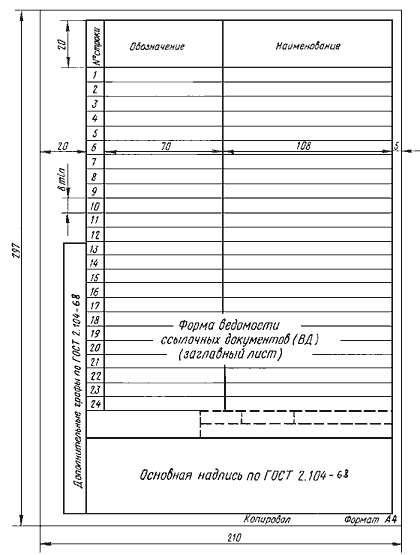 20
№ строки
Обозначение
Наименование
1
2
3
4
5
20
6
70
108
5
7
8
8 min
9
10
11
12
297
13
14
15
16
17
18
19
20
21
22
23
24
Форма ведомости
ссылочных документов (ВД)
(заглавный лист)
Дополнительные графы по ГОСТ 2.104-68
Основная надпись по ГОСТ 2.104-68
Копировал
Формат А4
210